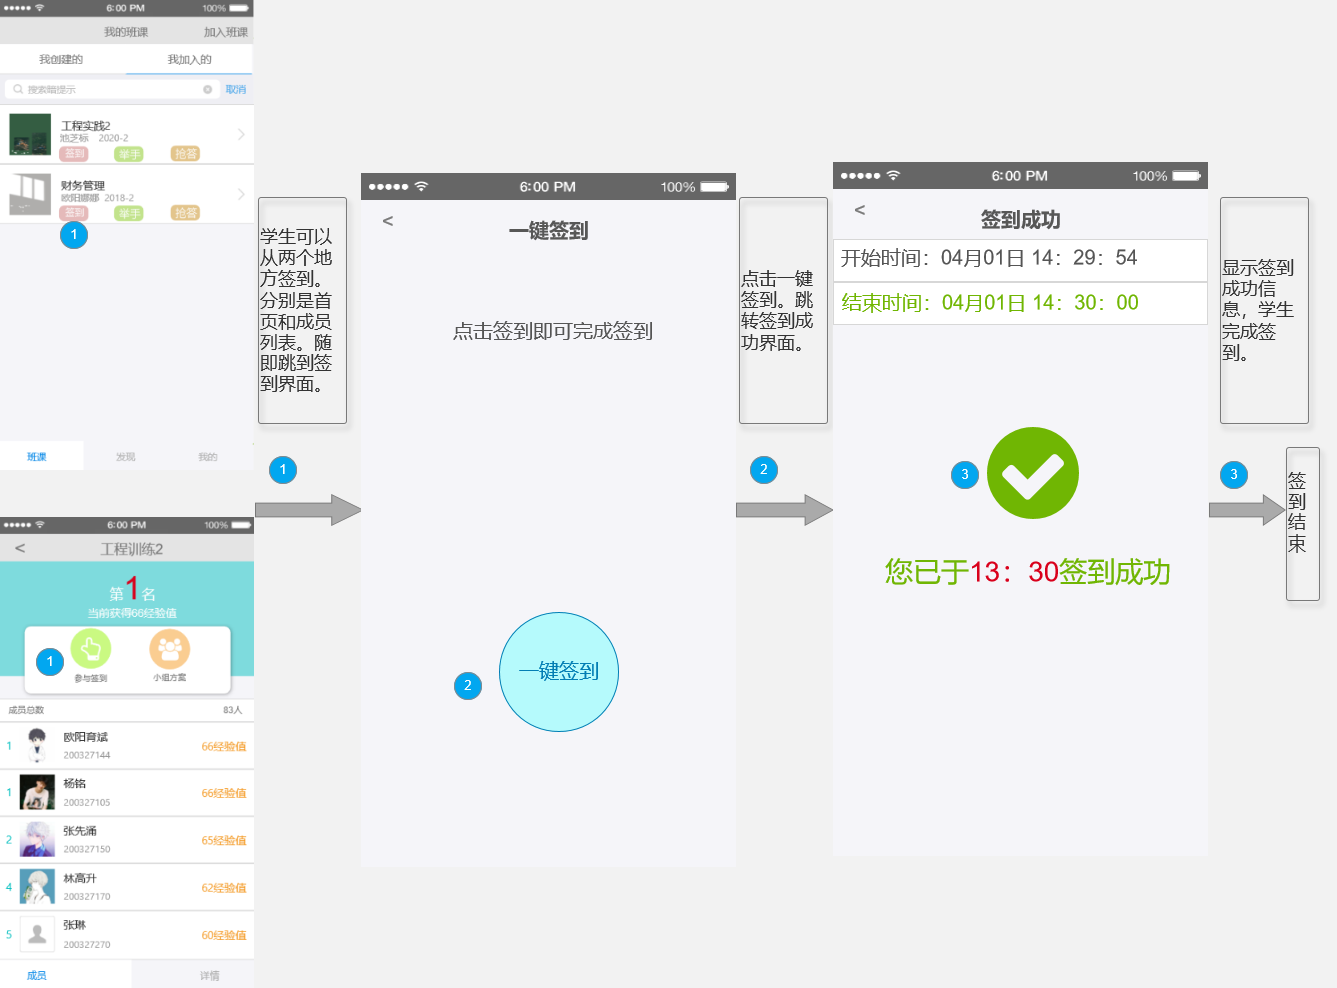 6:00 PM
100%
我的班课
加入班课
我创建的
我加入的
搜索暗提示
取消
工程实践2
池芝标 2020-2
签到
举手
抢答
财务管理
欧阳娜娜 2018-2
签到
举手
抢答
1
班课
发现
我的
6:00 PM
100%
<
工程训练2
第1名
当前获得66经验值
1
参与签到
小组方案
成员总数
83人
1
欧阳育斌
200327144
66经验值
1
杨铭
200327105
66经验值
2
张先涌
200327150
65经验值
4
林高升
200327170
62经验值
5
张琳
200327270
60经验值
成员
详情
学生可以
从两个地
方签到。
分别是首
页和成员
列表。随
即跳到签
到界面。
1
6:00 PM
100%
<
一键签到
点击签到即可完成签到
2
一键签到
点击一键
签到。跳
转签到成
功界面。
2
6:00 PM
100%
<
签到成功
开始时间：04月01日 14：29：54
结束时间：04月01日 14：30：00
3
您已于13：30签到成功
显示签到
成功信
息，学生
完成签
到。
3
签
到
结
束